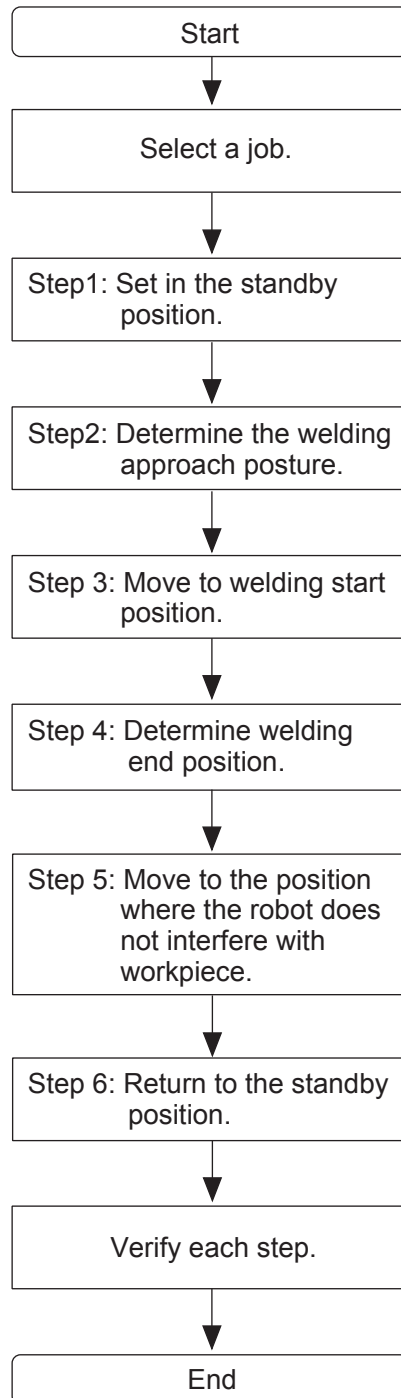 Start
Select a job.
Step1: Set in the standby
position.
Step2: Determine the welding
approach posture.
Step 3: Move to welding start
position.
Step 4: Determine welding
end position.
Step 5: Move to the position
where the robot does
not interfere with
workpiece.
Step 6: Return to the standby
position.
Verify each step.
End